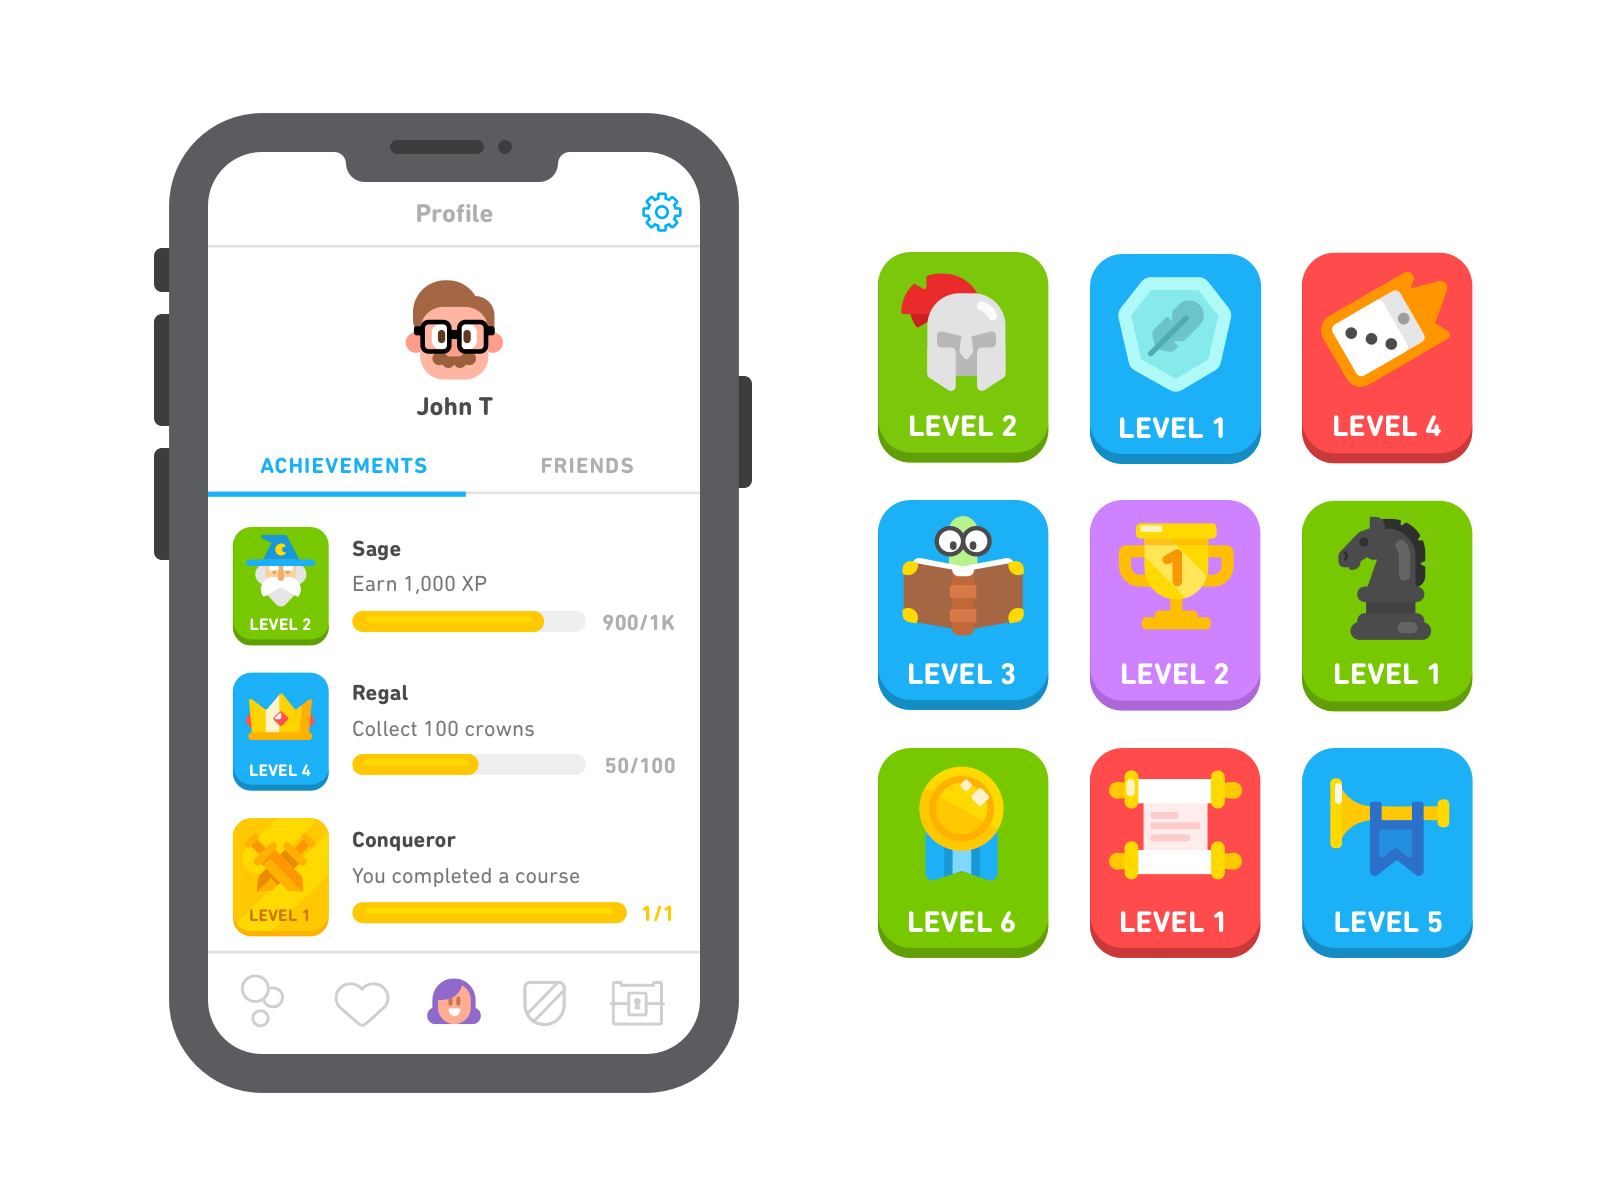 Profile
John T
ACHIEVEMENTS
FRIENDS
Sage
Earn 1,000 XP
900/1K
LEVEL 2
Regal
Collect 100 crowns
50/100
LEVEL 4
Conqueror
You completed a course
1/1
LEVEL 1
LEVEL 2
LEVEL 1
LEVEL 4
LEVEL 3
1
LEVEL 2
LEVEL 1
LEVEL 6
LEVEL 1
LEVEL 5